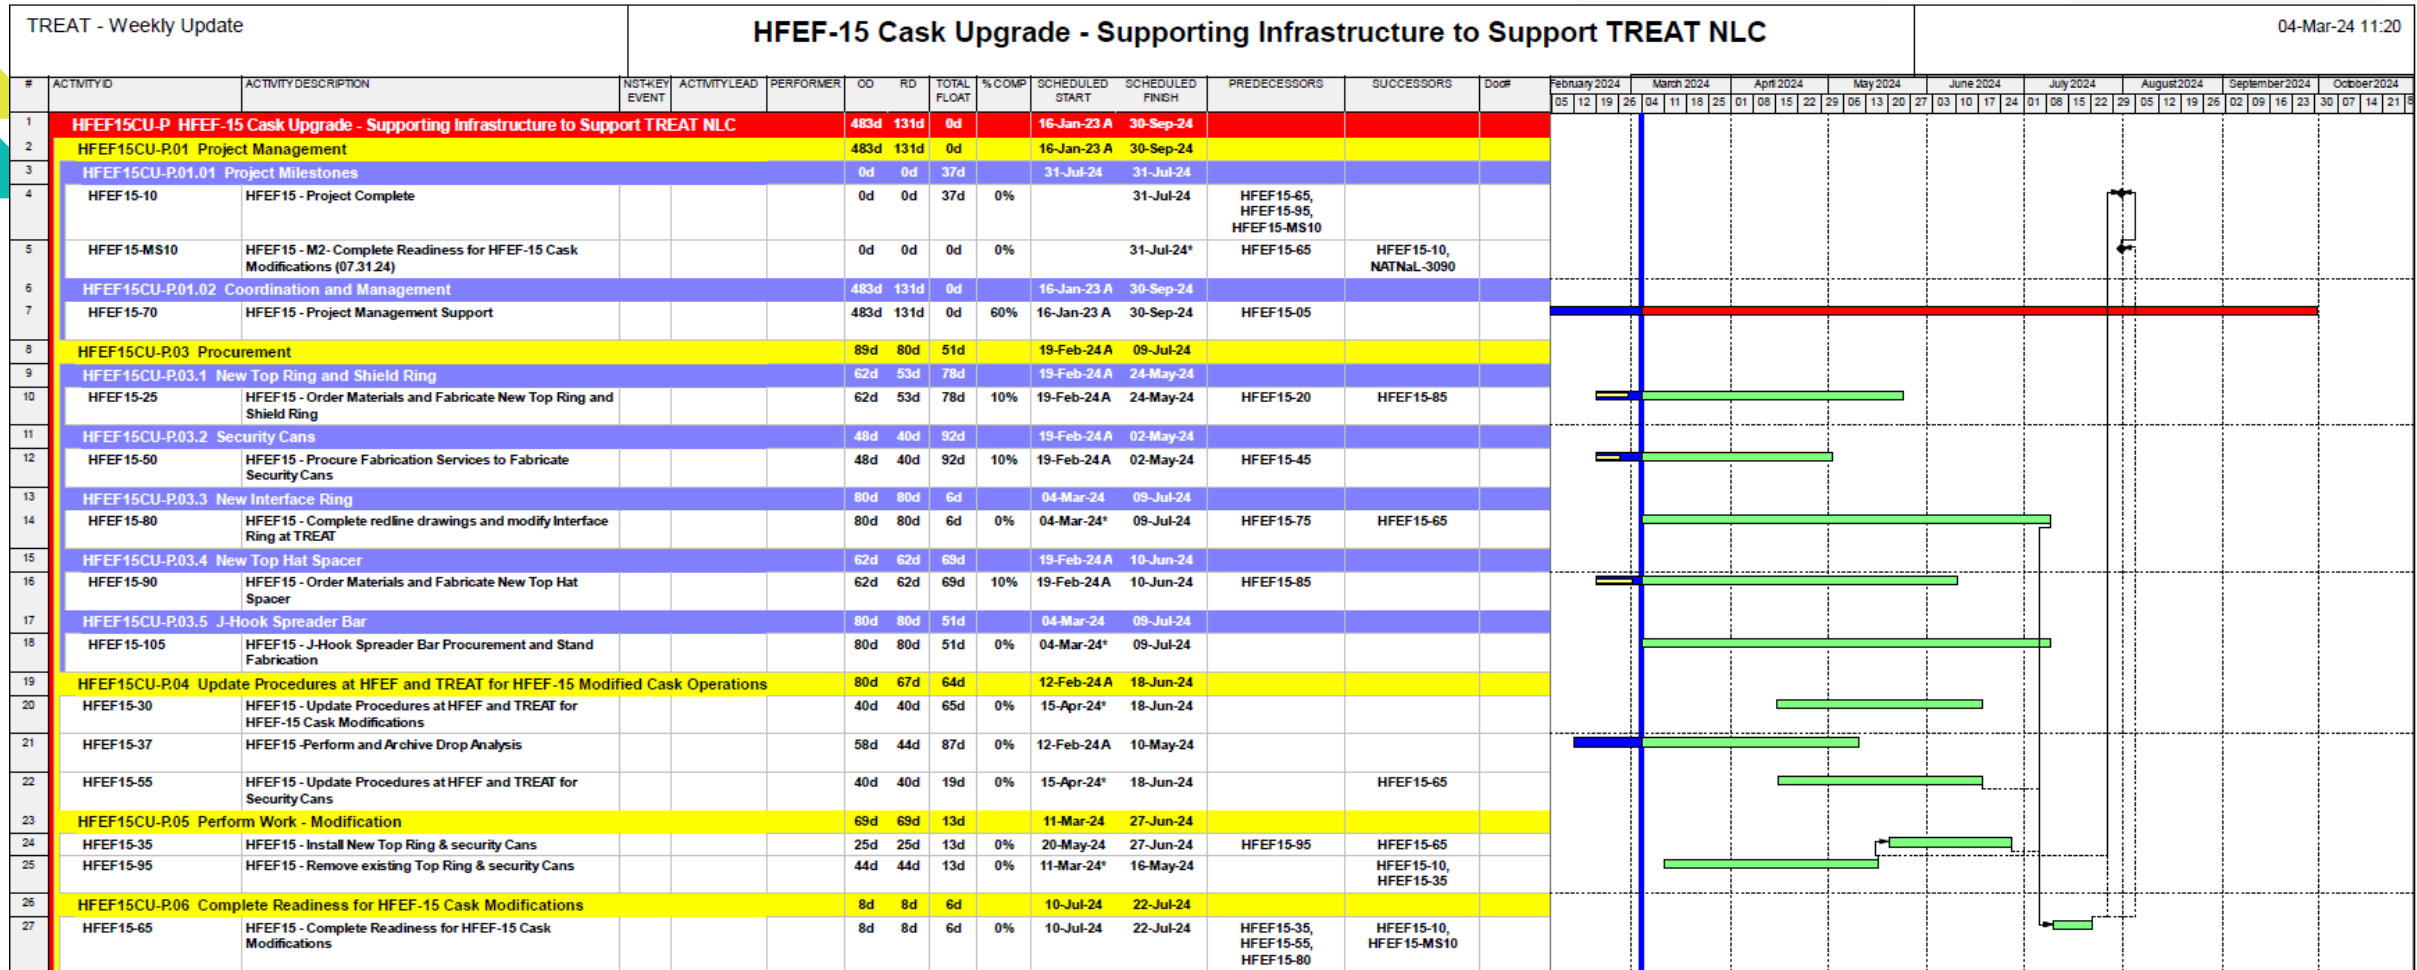 TREAT - Weekly Update
HFEF-15 Cask Upgrade - Supporting Infrastructure to Support TREAT NLC
04-Mar-24 11:20
# ACTIVITY ID ACTIVITY DESCRIPTION NST-KEY EVENT ACTIVITY LEAD PERFORMER OD RD TOTAL FLOAT % COMP SCHEDULED START SCHEDULED FINISH PREDECESSORS SUCCESSORS Doc#
February 2024 March 2024 April 2024 May 2024 June 2024 July 2024 August 2024 September 2024 October 2024
05 12 19 26 04 11 18 25 01 08 15 22 29 06 13 20 27 03 10 17 24 01 08 15 22 29 05 12 19 26 02 09 16 23 30 07 14 21
1 HFEF15CU-P HFEF-15 Cask Upgrade - Supporting Infrastructure to Support TREAT NLC 483d 131d 0d 16-Jan-23 A 30-Sep-24
2 HFEF15CU-P.01 Project Management 483d 131d 0d 16-Jan-23 A 30-Sep-24
3 HFEF15CU-P.01.01 Project Milestones 0d 0d 37d 31-Jul-24 31-Jul-24
4 HFEF15-10 HFEF15 - Project Complete 0d 0d 37d 0% 31-Jul-24 HFEF15-65,
HFEF15-95,
HFEF15-MS10
5 HFEF15-MS10 HFEF15 - M2- Complete Readiness for HFEF-15 Cask 0d 0d 0d 0% 31-Jul-24* HFEF15-65 HFEF15-10,
Modifications (07.31.24) NATNaL-3090
6 HFEF15CU-P.01.02 Coordination and Management 483d 131d 0d 16-Jan-23 A 30-Sep-24
7 HFEF15-70 HFEF15 - Project Management Support 483d 131d 0d 60% 16-Jan-23 A 30-Sep-24 HFEF15-05
8 HFEF15CU-P.03 Procurement 89d 80d 51d 19-Feb-24 A 09-Jul-24
9 HFEF15CU-P.03.1 New Top Ring and Shield Ring 62d 53d 78d 19-Feb-24 A 24-May-24
10 HFEF15-25 HFEF15 - Order Materials and Fabricate New Top Ring and 62d 53d 78d 10% 19-Feb-24 A 24-May-24 HFEF15-20 HFEF15-85
Shield Ring
11 HFEF15CU-P.03.2 Security Cans 48d 40d 92d 19-Feb-24 A 02-May-24
12 HFEF15-50 HFEF15 - Procure Fabrication Services to Fabricate 48d 40d 92d 10% 19-Feb-24 A 02-May-24 HFEF15-45
Security Cans
13 HFEF15CU-P.03.3 New Interface Ring 80d 80d 6d 04-Mar-24 09-Jul-24
14 HFEF15-80 HFEF15 - Complete redline drawings and modify Interface 80d 80d 6d 0% 04-Mar-24* 09-Jul-24 HFEF15-75 HFEF15-65
Ring at TREAT
15 HFEF15CU-P.03.4 New Top Hat Spacer 62d 62d 69d 19-Feb-24 A 10-Jun-24
16 HFEF15-90 HFEF15 - Order Materials and Fabricate New Top Hat 62d 62d 69d 10% 19-Feb-24 A 10-Jun-24 HFEF15-85
Spacer
17 HFEF15CU-P.03.5 J-Hook Spreader Bar 80d 80d 51d 04-Mar-24 09-Jul-24
18 HFEF15-105 HFEF15 - J-Hook Spreader Bar Procurement and Stand 80d 80d 51d 0% 04-Mar-24* 09-Jul-24
Fabrication
19 HFEF15CU-P.04 Update Procedures at HFEF and TREAT for HFEF-15 Modified Cask Operations 80d 67d 64d 12-Feb-24 A 18-Jun-24
20 HFEF15-30 HFEF15 - Update Procedures at HFEF and TREAT for 40d 40d 65d 0% 15-Apr-24* 18-Jun-24
HFEF-15 Cask Modifications
21 HFEF15-37 HFEF15 -Perform and Archive Drop Analysis 58d 44d 87d 0% 12-Feb-24 A 10-May-24
22 HFEF15-55 HFEF15 - Update Procedures at HFEF and TREAT for 40d 40d 19d 0% 15-Apr-24* 18-Jun-24 HFEF15-65
Security Cans
23 HFEF15CU-P.05 Perform Work - Modification 69d 69d 13d 11-Mar-24 27-Jun-24
24 HFEF15-35 HFEF15 - Install New Top Ring & security Cans 25d 25d 13d 0% 20-May-24 27-Jun-24 HFEF15-95 HFEF15-65
25 HFEF15-95 HFEF15 - Remove existing Top Ring & security Cans 44d 44d 13d 0% 11-Mar-24* 16-May-24 HFEF15-10,
HFEF15-35
26 HFEF15CU-P.06 Complete Readiness for HFEF-15 Cask Modifications 8d 8d 6d 10-Jul-24 22-Jul-24
27 HFEF15-65 HFEF15 - Complete Readiness for HFEF-15 Cask 8d 8d 6d 0% 10-Jul-24 22-Jul-24 HFEF15-35, HFEF15-10,
Modifications HFEF15-55, HFEF15-MS10
HFEF15-80